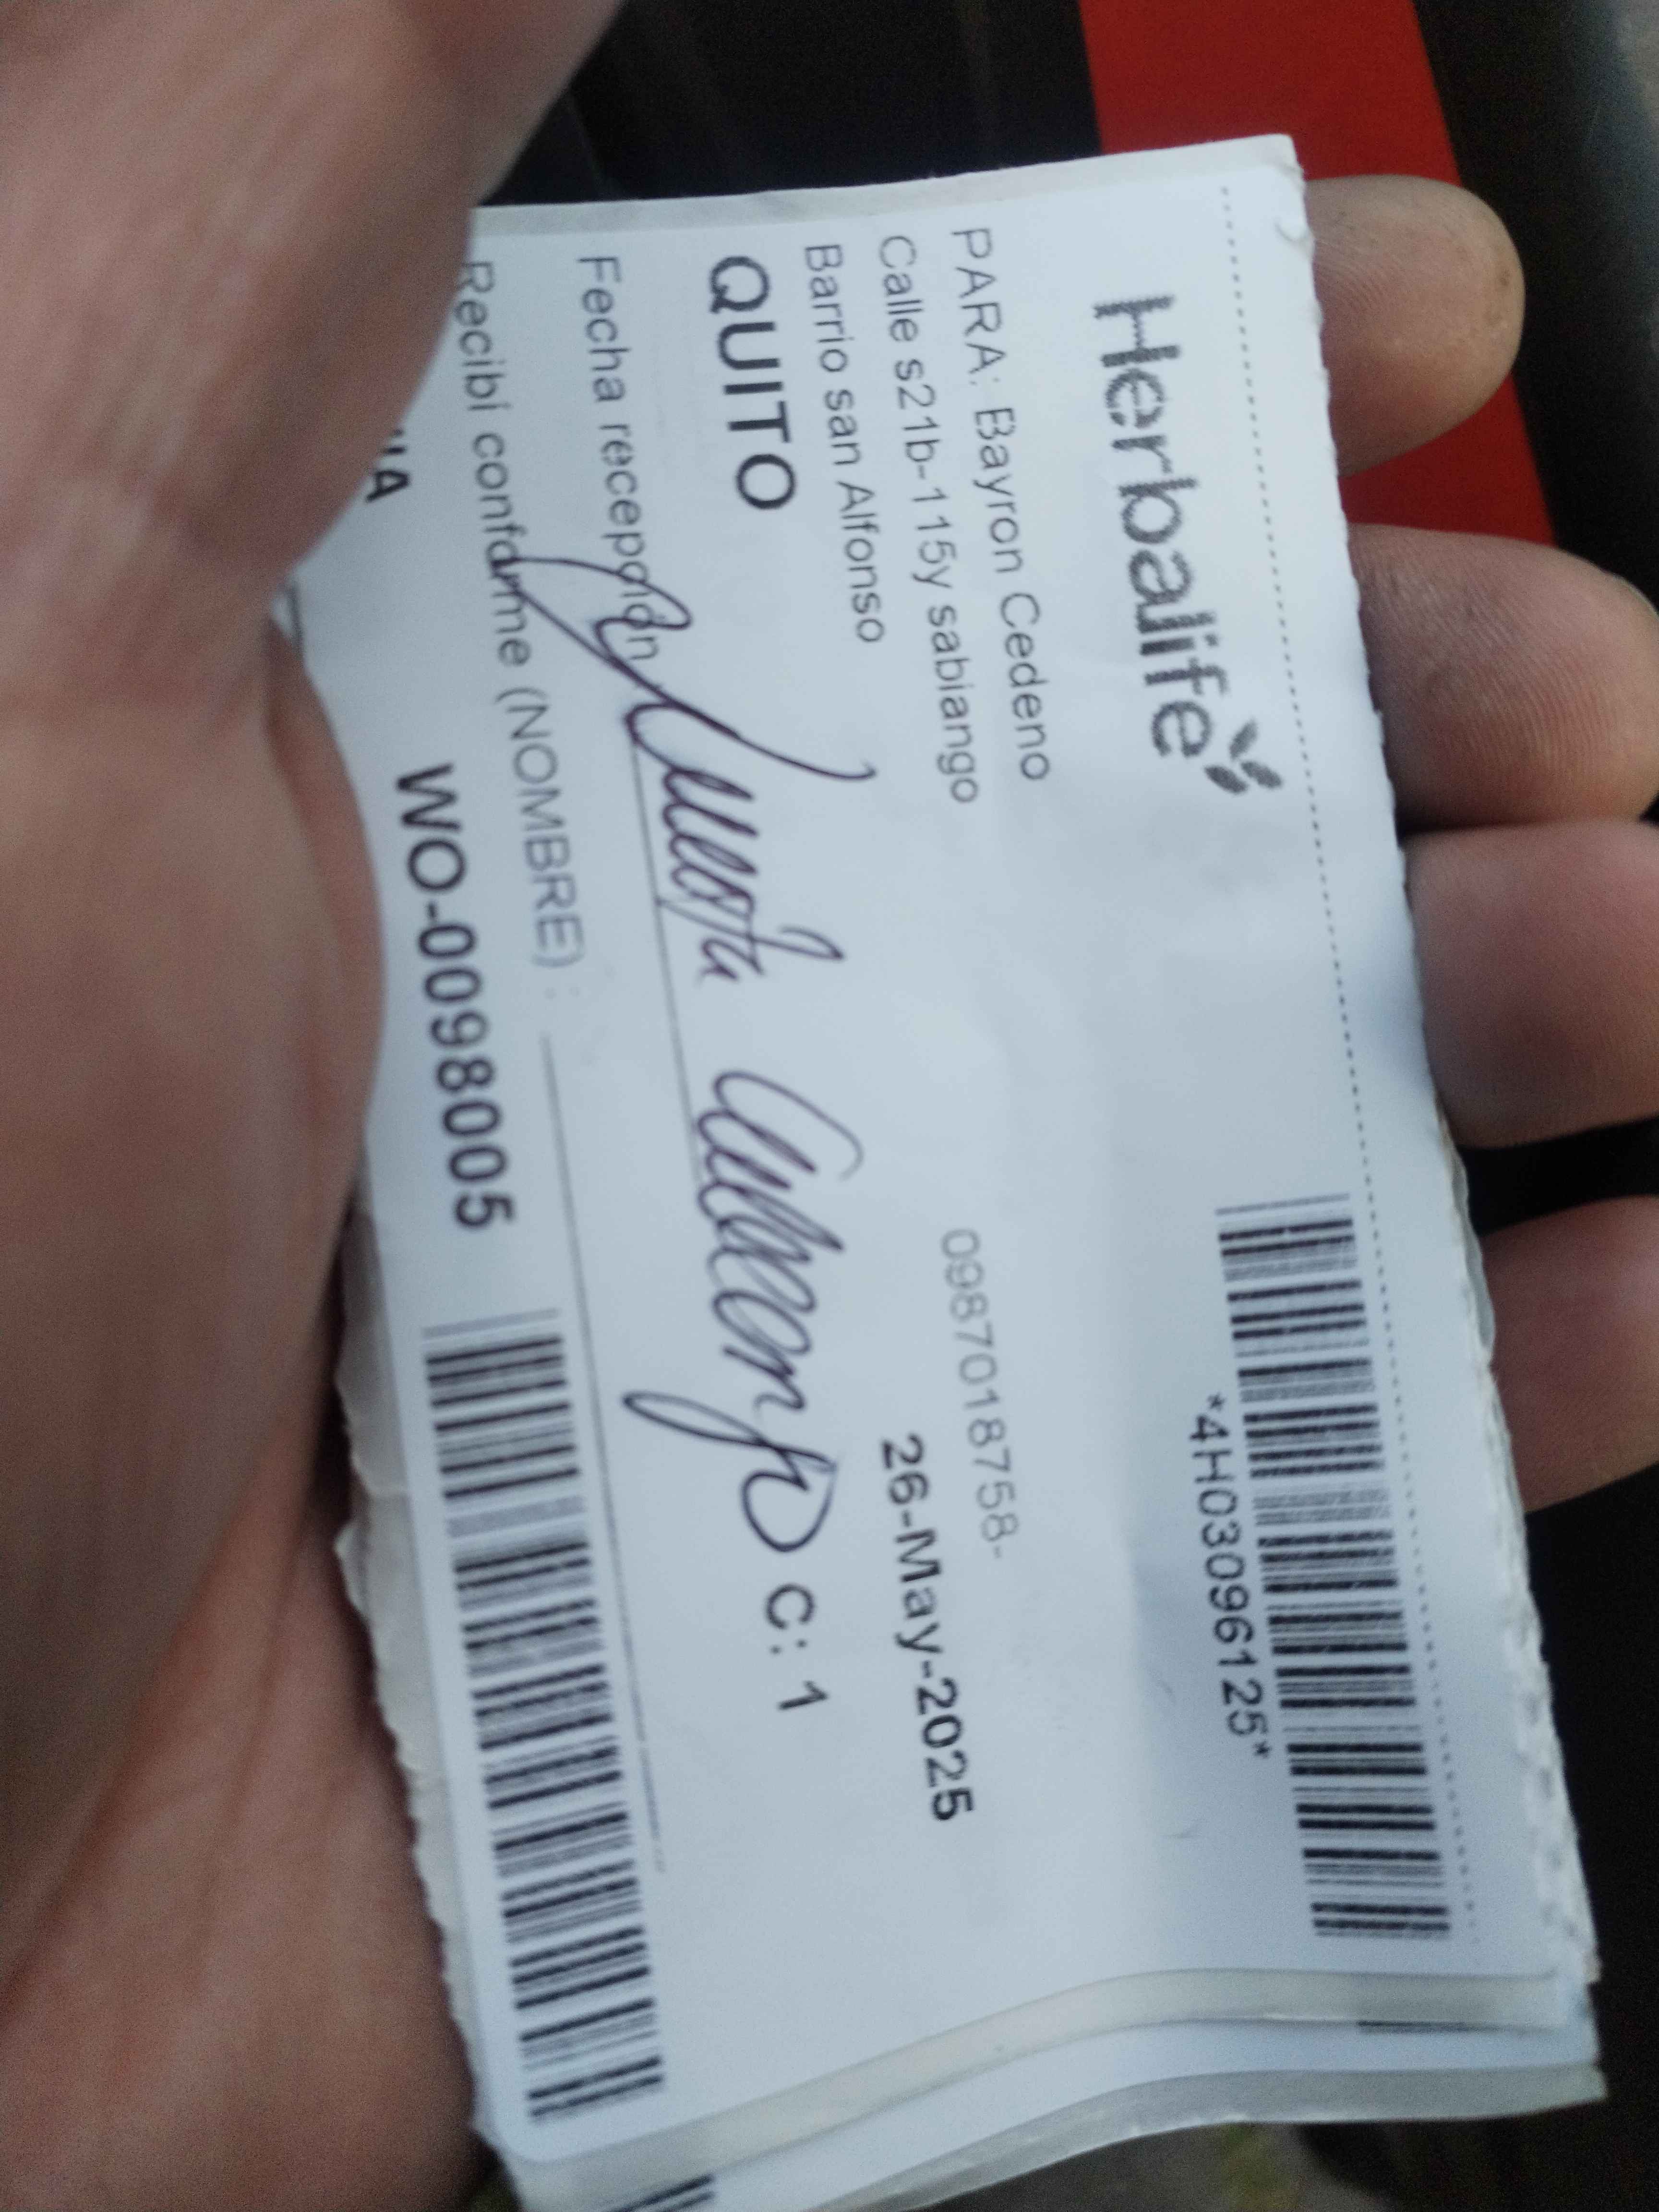 Herbalife
*4H03096125*
PARA: Bayron Cedeno
0987018758-
Calle s21b-115y sabiango
Barrio san Alfonso
26-May-2025
QUITO
C: 1
Fecha recepción
Recibí conforme (NOMBRE) :
WO-00998005